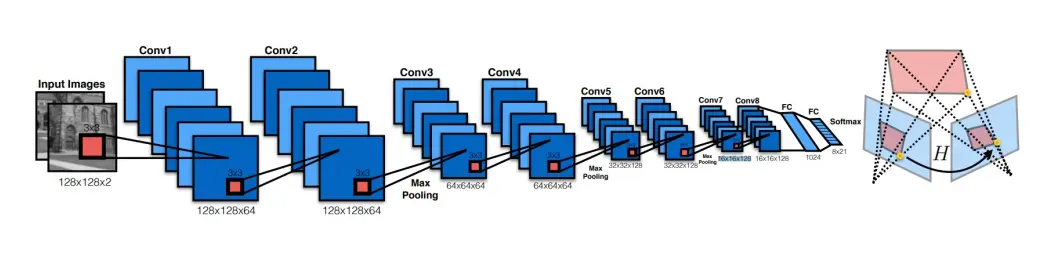 Input Images
3x3
128x128x2
Conv1
3x3
128x128x64
Conv2
3x3
128x128x64
Max
Pooling
Conv3
3x3
64x64x64
Conv4
3x3
64x64x64
Max
Pooling
Conv5
32x32x128
Conv6
32x32x128
Max
Pooling
Conv7
16x16x128
Conv8
16x16x128
FC
1024
FC
Softmax
8x21
H